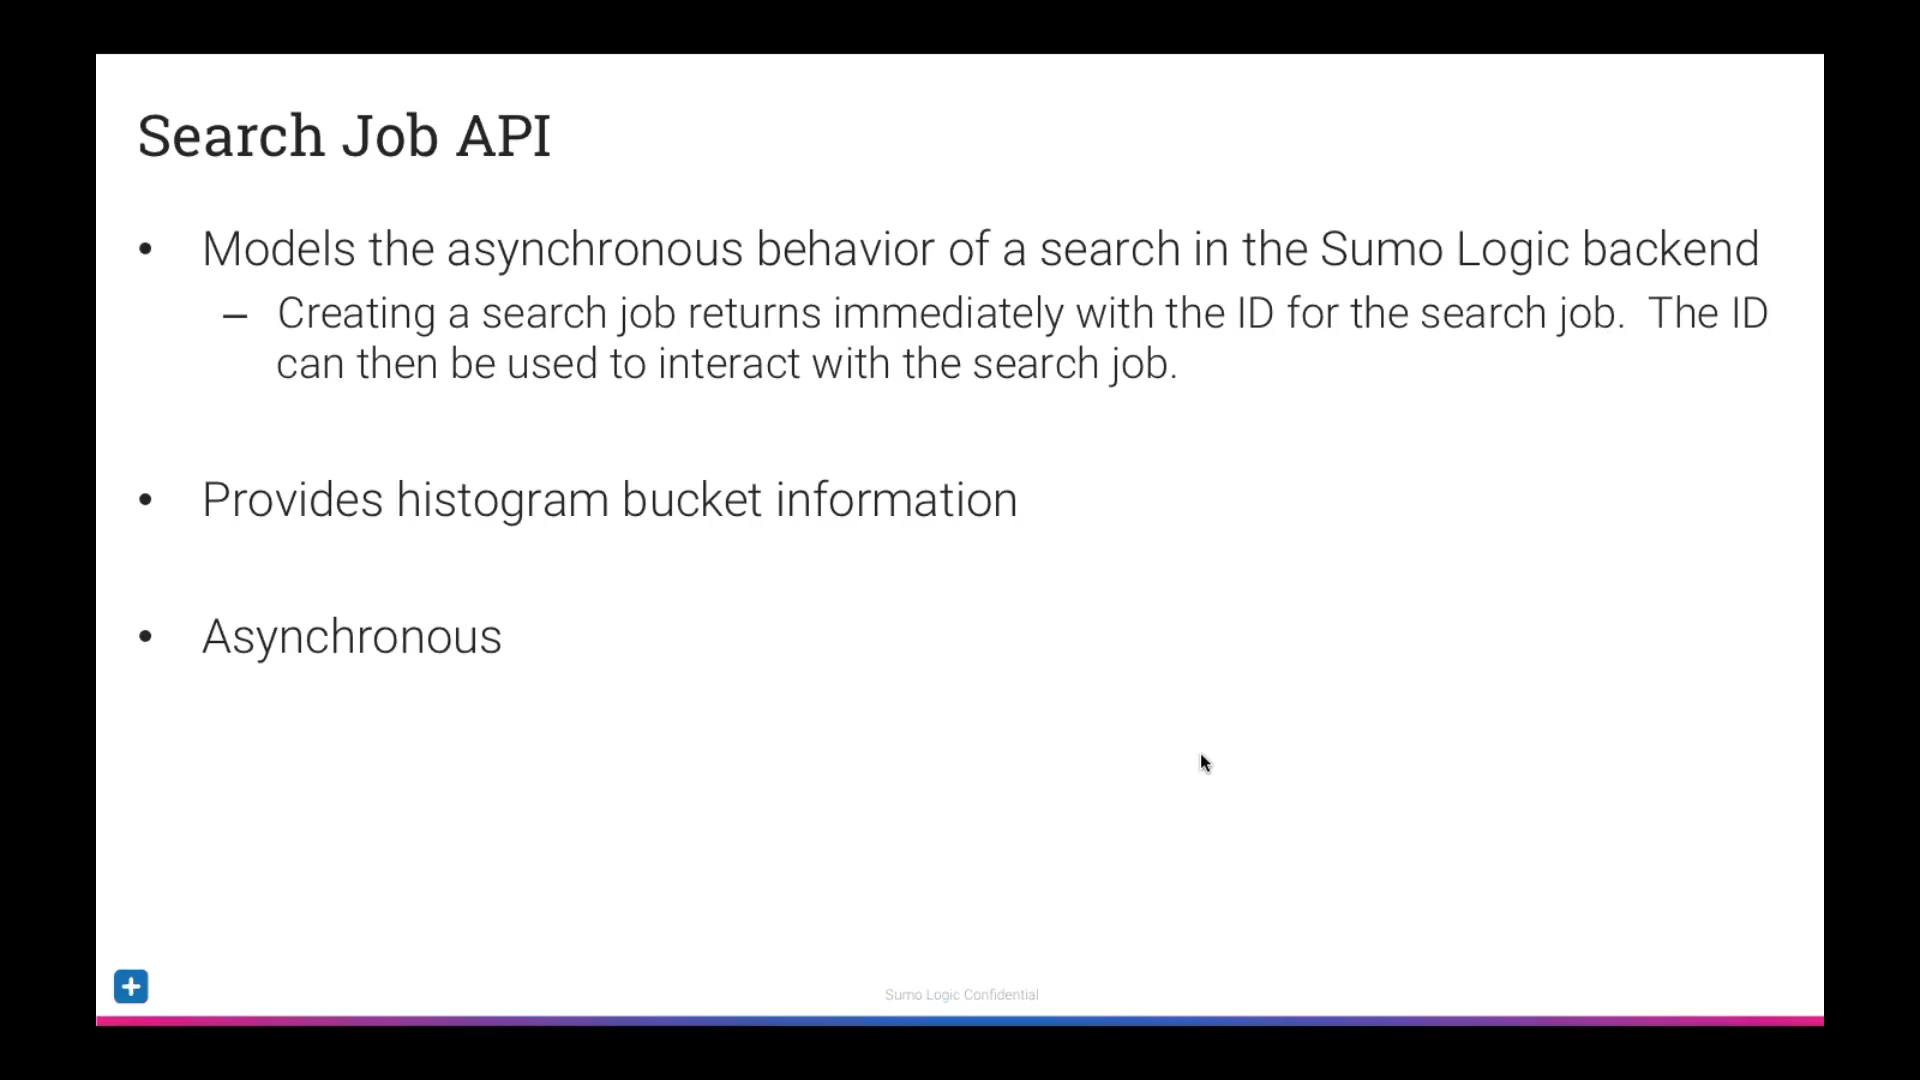 Search Job API
• Models the asynchronous behavior of a search in the Sumo Logic backend
– Creating a search job returns immediately with the ID for the search job.  The ID
can then be used to interact with the search job.
• Provides histogram bucket information
• Asynchronous
Sumo Logic Confidential